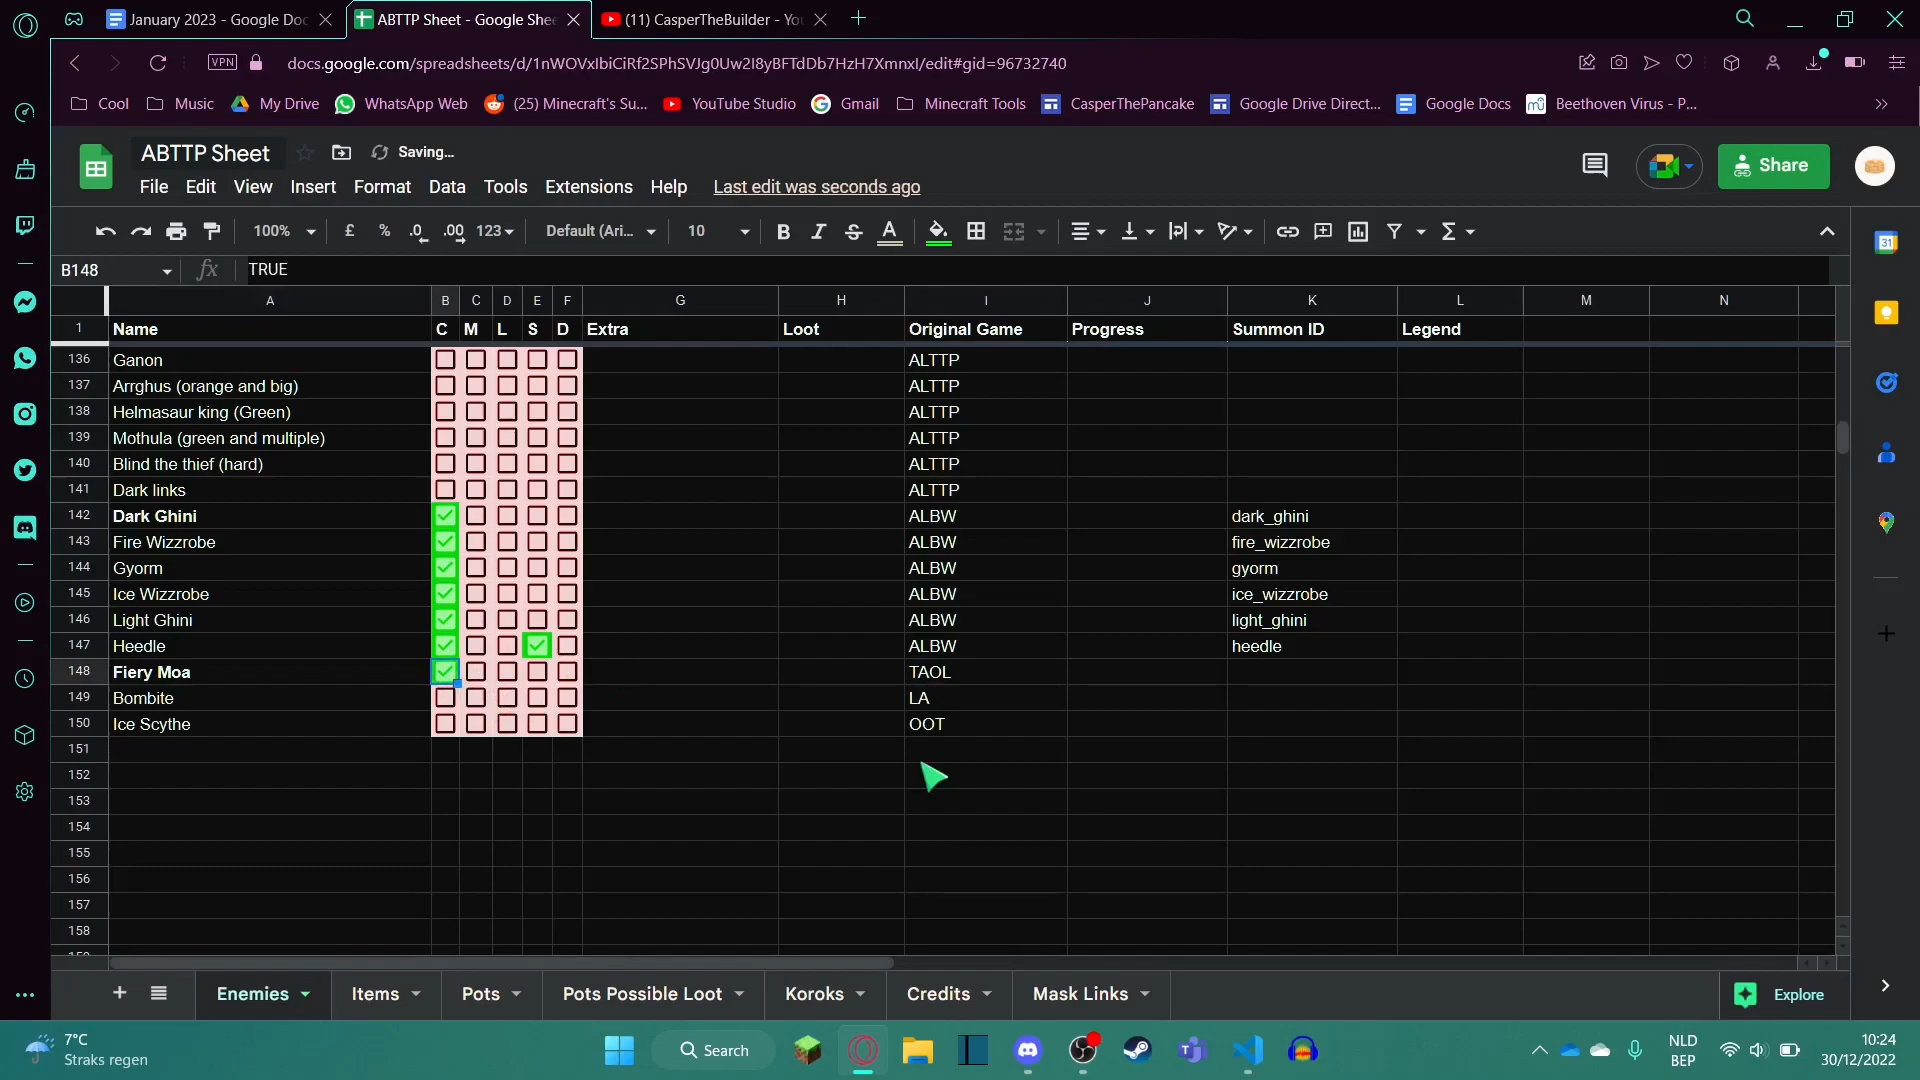 January 2023 - Google Doc
ABTTP Sheet - Google She
(11) CasperTheBuilder - Yo
VPN
docs.google.com/spreadsheets/d/1nWOVxIbiCiRf2SPhSVJg0Uw2I8yBFTdDb7HzH7XmnxI/edit#gid=96732740
Cool
Music
My Drive
WhatsApp Web
(25) Minecraft's Su...
YouTube Studio
Gmail
Minecraft Tools
CasperThePancake
Google Drive Direct...
Google Docs
Beethoven Virus - P...
ABTTP Sheet
Saving...
Share
File Edit View Insert Format Data Tools Extensions Help Last edit was seconds ago
100% £ % .0 .00 123 Default (Ari... 10 B I S A
31
B148 fx TRUE
A B C D E F G H I J K L M N
1 Name C M L S D Extra Loot Original Game Progress Summon ID Legend
136 Ganon ALTTP
137 Arrghus (orange and big) ALTTP
138 Helmasaur king (Green) ALTTP
139 Mothula (green and multiple) ALTTP
140 Blind the thief (hard) ALTTP
141 Dark links ALTTP
142 Dark Ghini ALBW dark_ghini
143 Fire Wizzrobe ALBW fire_wizzrobe
144 Gyorm ALBW gyorm
145 Ice Wizzrobe ALBW ice_wizzrobe
146 Light Ghini ALBW light_ghini
147 Heedle ALBW heedle
148 Fiery Moa TAOL
149 Bombite LA
150 Ice Scythe OOT
151
152
153
154
155
156
157
158
Enemies Items Pots Pots Possible Loot Koroks Credits Mask Links
Explore
7°C
Straks regen
Search
NLD
BEP
10:24
30/12/2022